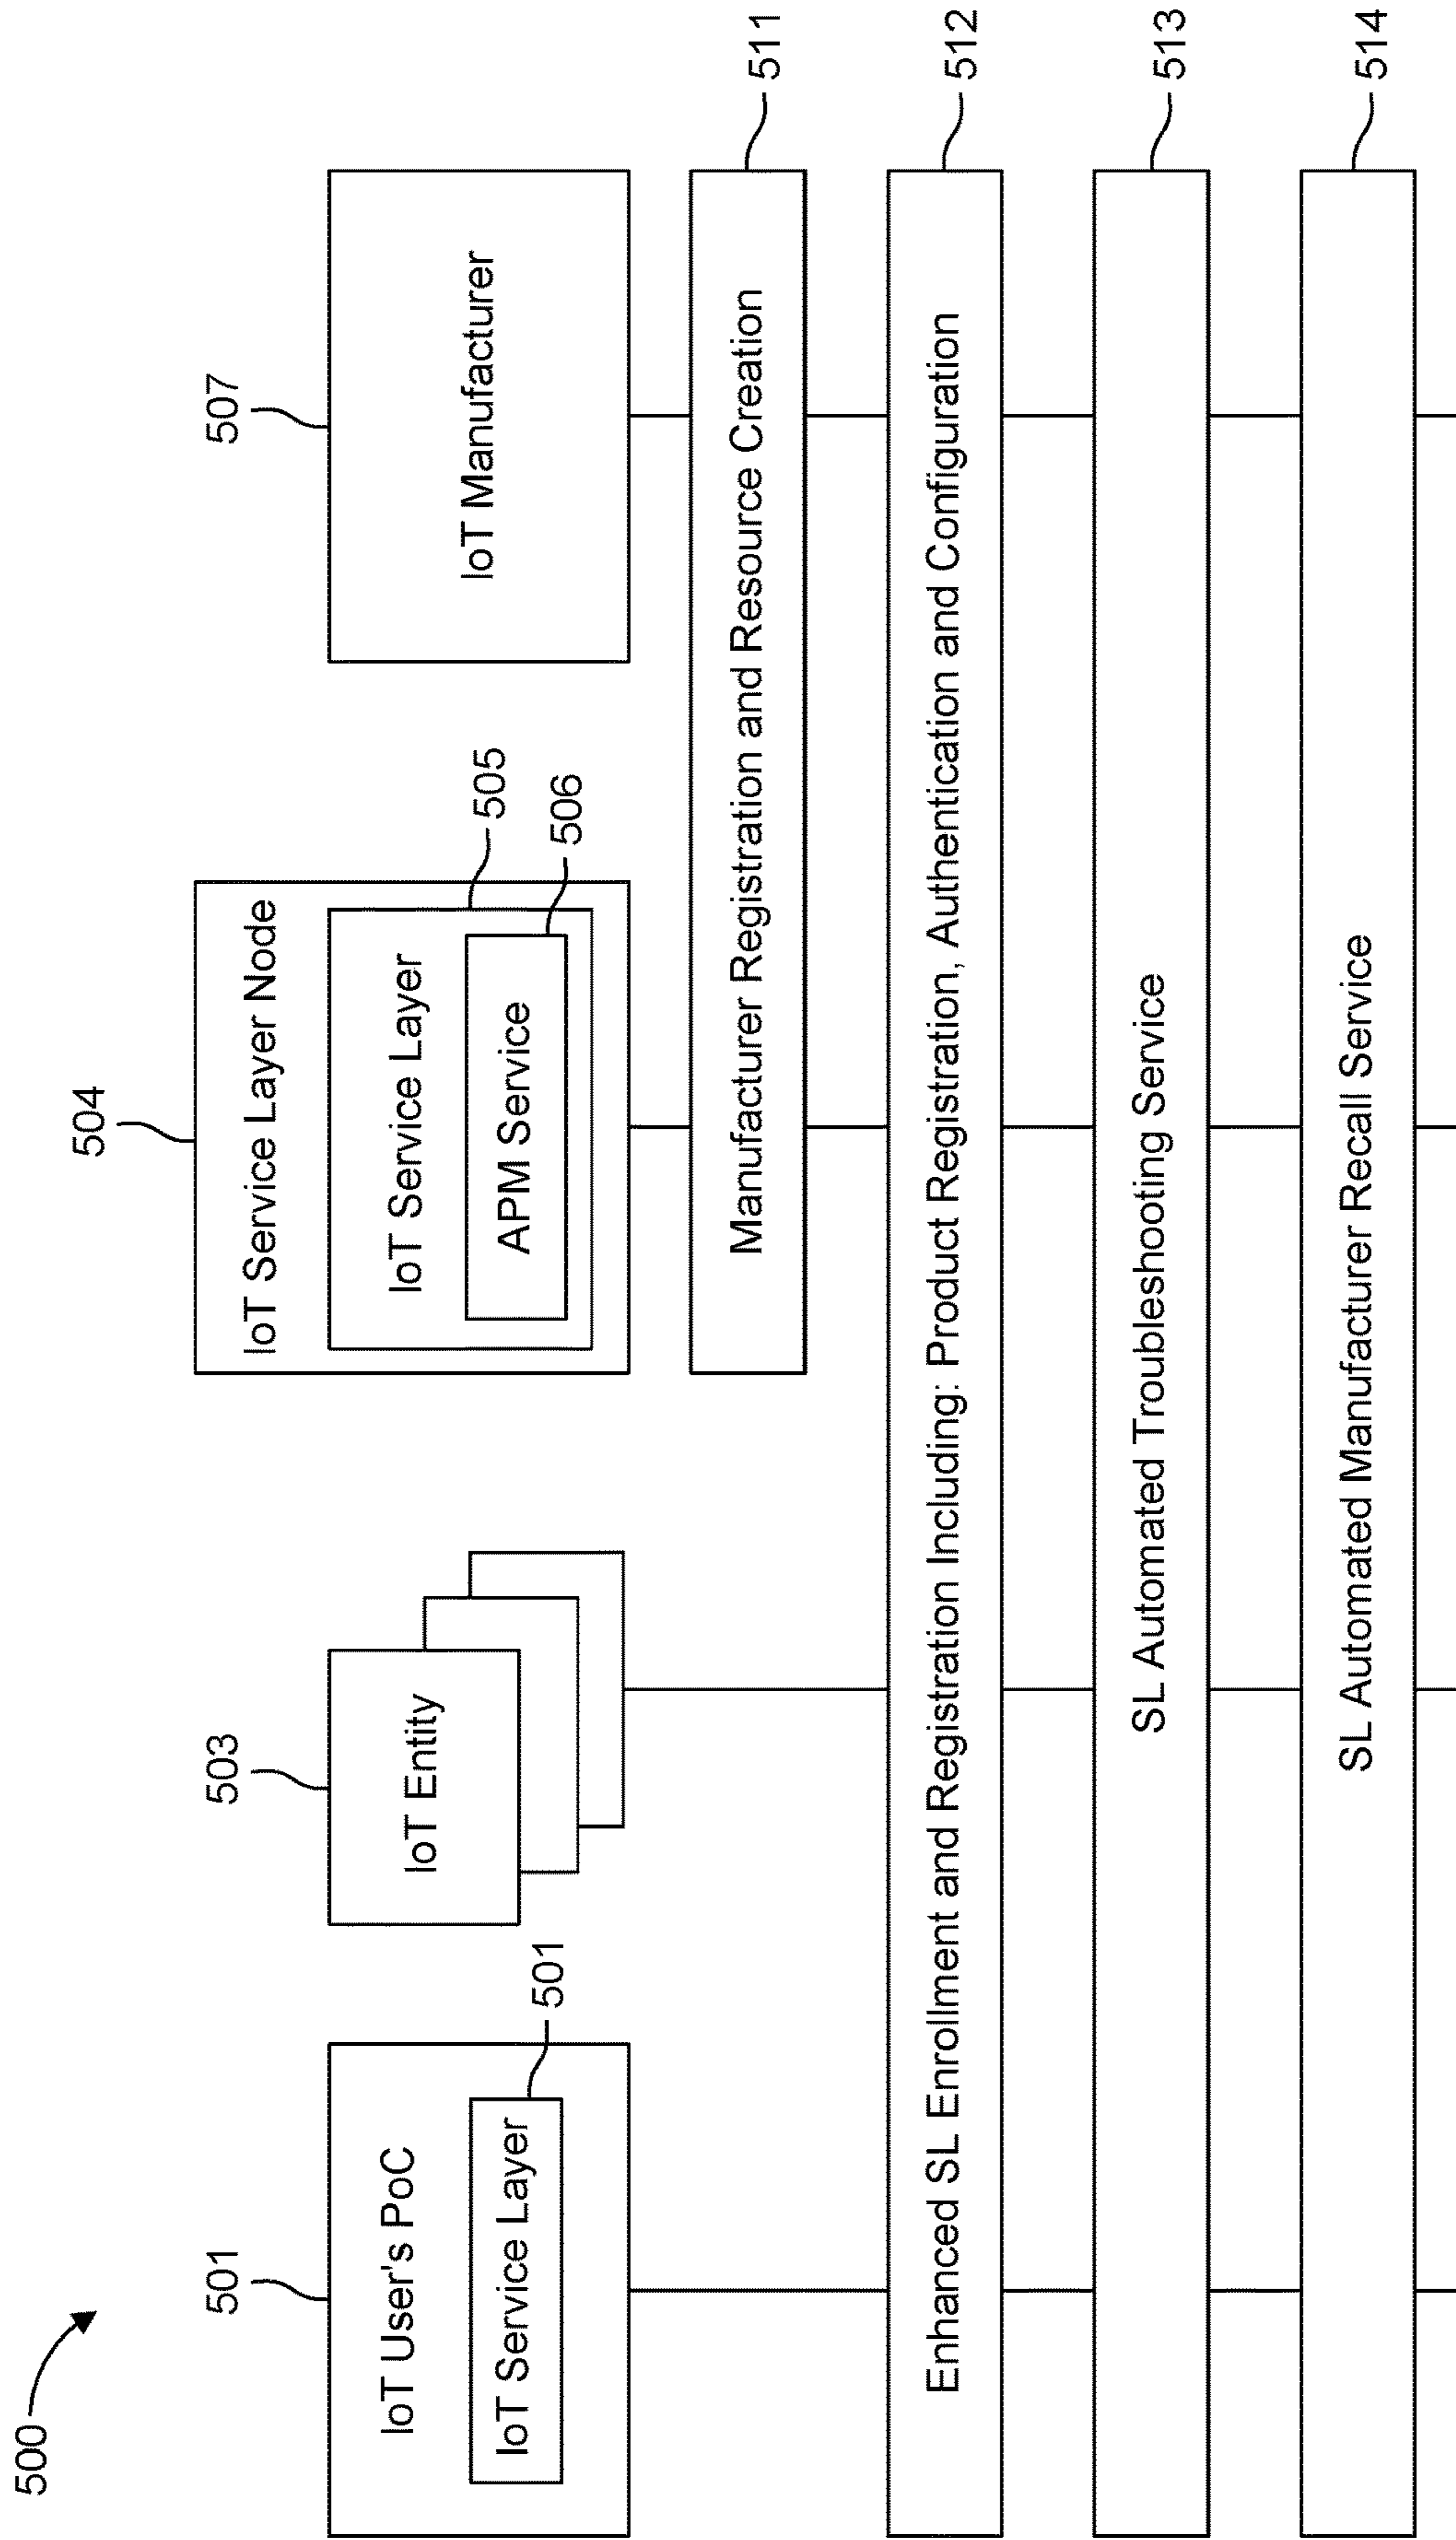 500
501
IoT User's PoC
IoT Service Layer
501
503
IoT Entity
504
IoT Service Layer Node
IoT Service Layer
APM Service
505
506
507
IoT Manufacturer
Manufacturer Registration and Resource Creation
511
Enhanced SL Enrollment and Registration Including: Product Registration, Authentication and Configuration
512
SL Automated Troubleshooting Service
513
SL Automated Manufacturer Recall Service
514